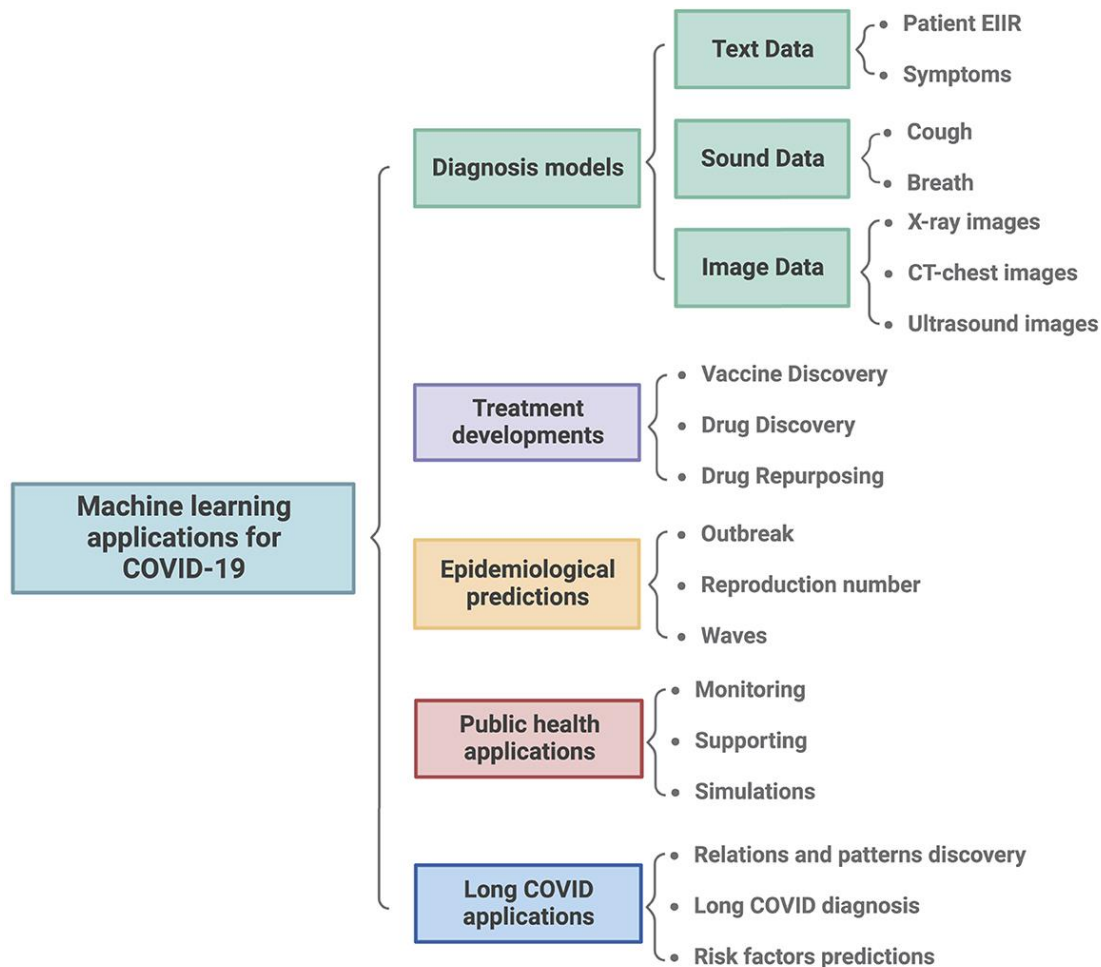 Machine learning
applications for
COVID-19
Diagnosis models
Text Data
Patient EIIR
Symptoms
Sound Data
Cough
Breath
Image Data
X-ray images
CT-chest images
Ultrasound images
Treatment
developments
Vaccine Discovery
Drug Discovery
Drug Repurposing
Epidemiological
predictions
Outbreak
Reproduction number
Waves
Public health
applications
Monitoring
Supporting
Simulations
Long COVID
applications
Relations and patterns discovery
Long COVID diagnosis
Risk factors predictions